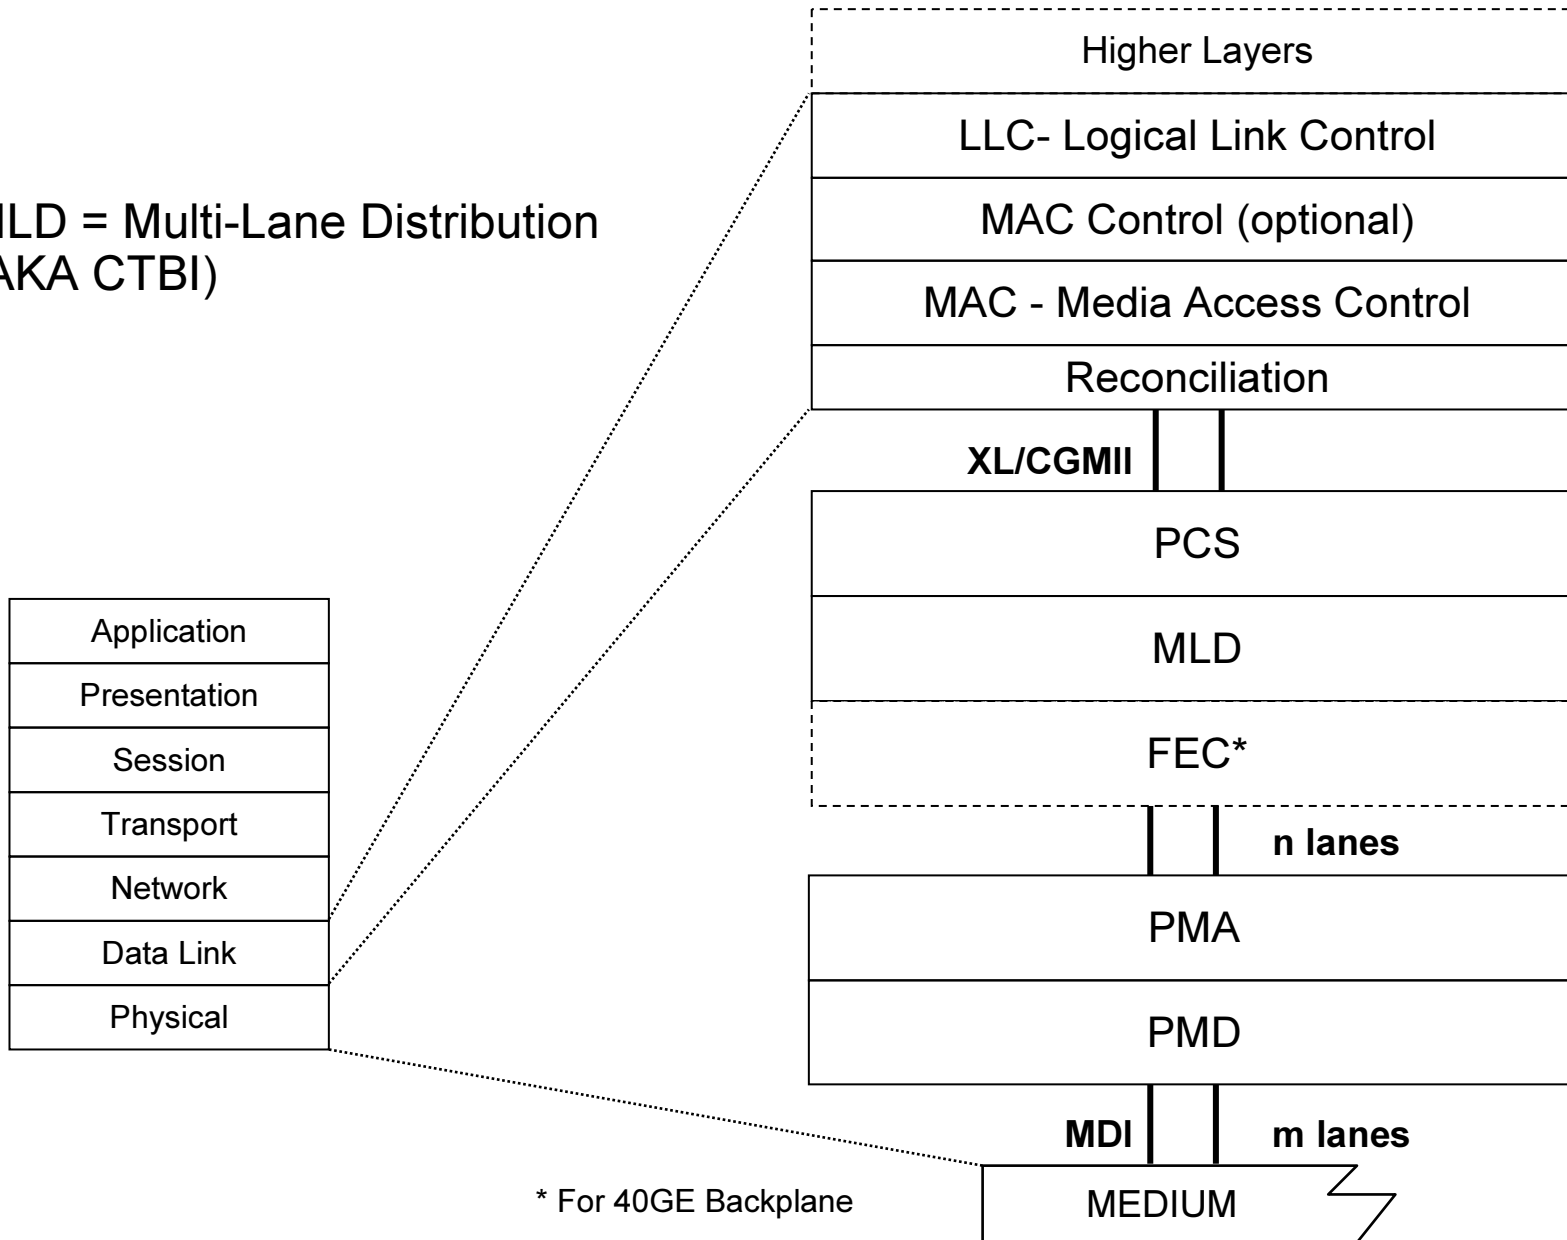 Higher Layers
LLC- Logical Link Control
MAC Control (optional)
MAC - Media Access Control
Reconciliation
XL/CGMII
PCS
MLD
FEC*
n lanes
PMA
PMD
MDI
m lanes
MEDIUM
LD = Multi-Lane Distribution
AKA CTBI)
Application
Presentation
Session
Transport
Network
Data Link
Physical
* For 40GE Backplane